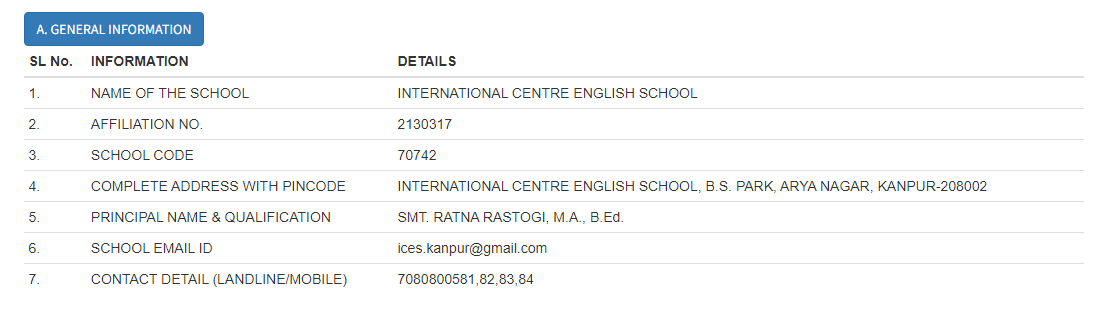 A. GENERAL INFORMATION
SL No. INFORMATION DETAILS
1. NAME OF THE SCHOOL INTERNATIONAL CENTRE ENGLISH SCHOOL
2. AFFILIATION NO. 2130317
3. SCHOOL CODE 70742
4. COMPLETE ADDRESS WITH PINCODE INTERNATIONAL CENTRE ENGLISH SCHOOL, B.S. PARK, ARYA NAGAR, KANPUR-208002
5. PRINCIPAL NAME & QUALIFICATION SMT. RATNA RASTOGI, M.A., B.Ed.
6. SCHOOL EMAIL ID ices.kanpur@gmail.com
7. CONTACT DETAIL (LANDLINE/MOBILE) 7080800581,82,83,84